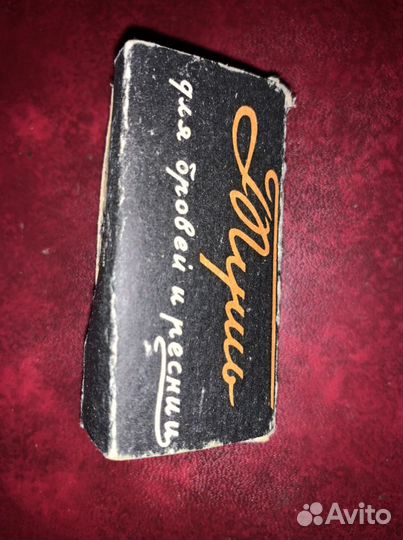 Тушь
для бровей и ресниц
Avito